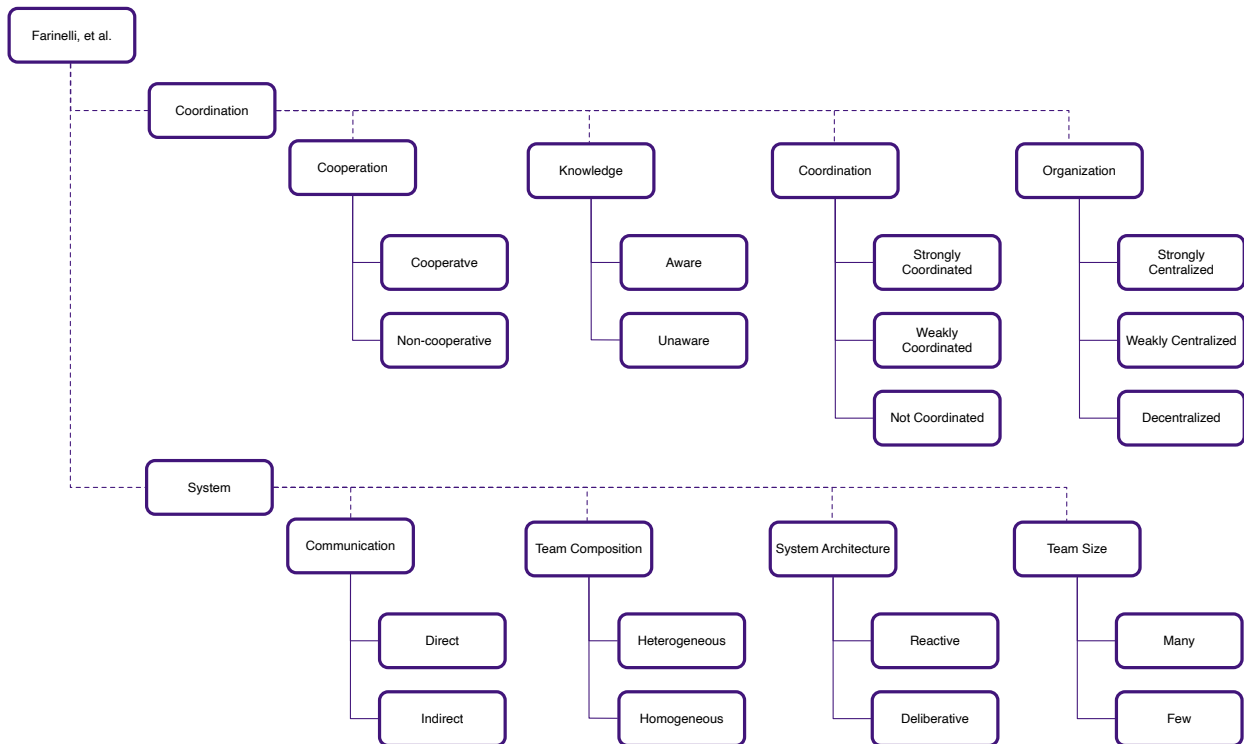 Farinelli, et al.
Coordination
Cooperation
Knowledge
Coordination
Organization
Cooperatve
Aware
Strongly
Coordinated
Strongly
Centralized
Non-cooperative
Unaware
Weakly
Coordinated
Weakly Centralized
Not Coordinated
Decentralized
System
Communication
Team Composition
System Architecture
Team Size
Direct
Heterogeneous
Reactive
Many
Indirect
Homogeneous
Deliberative
Few